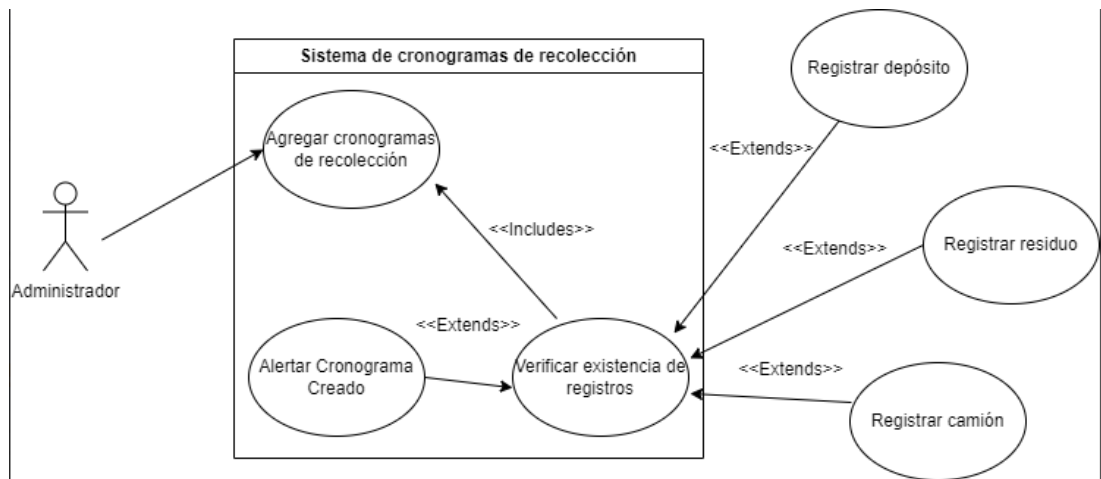 Sistema de cronogramas de recolección
Registrar depósito
Agregar cronogramas
de recolección
<<Extends>>
<<Includes>>
<<Extends>>
Registrar residuo
Administrador
<<Extends>>
Alertar Cronograma
Creado
Verificar existencia de
registros
<<Extends>>
Registrar camión